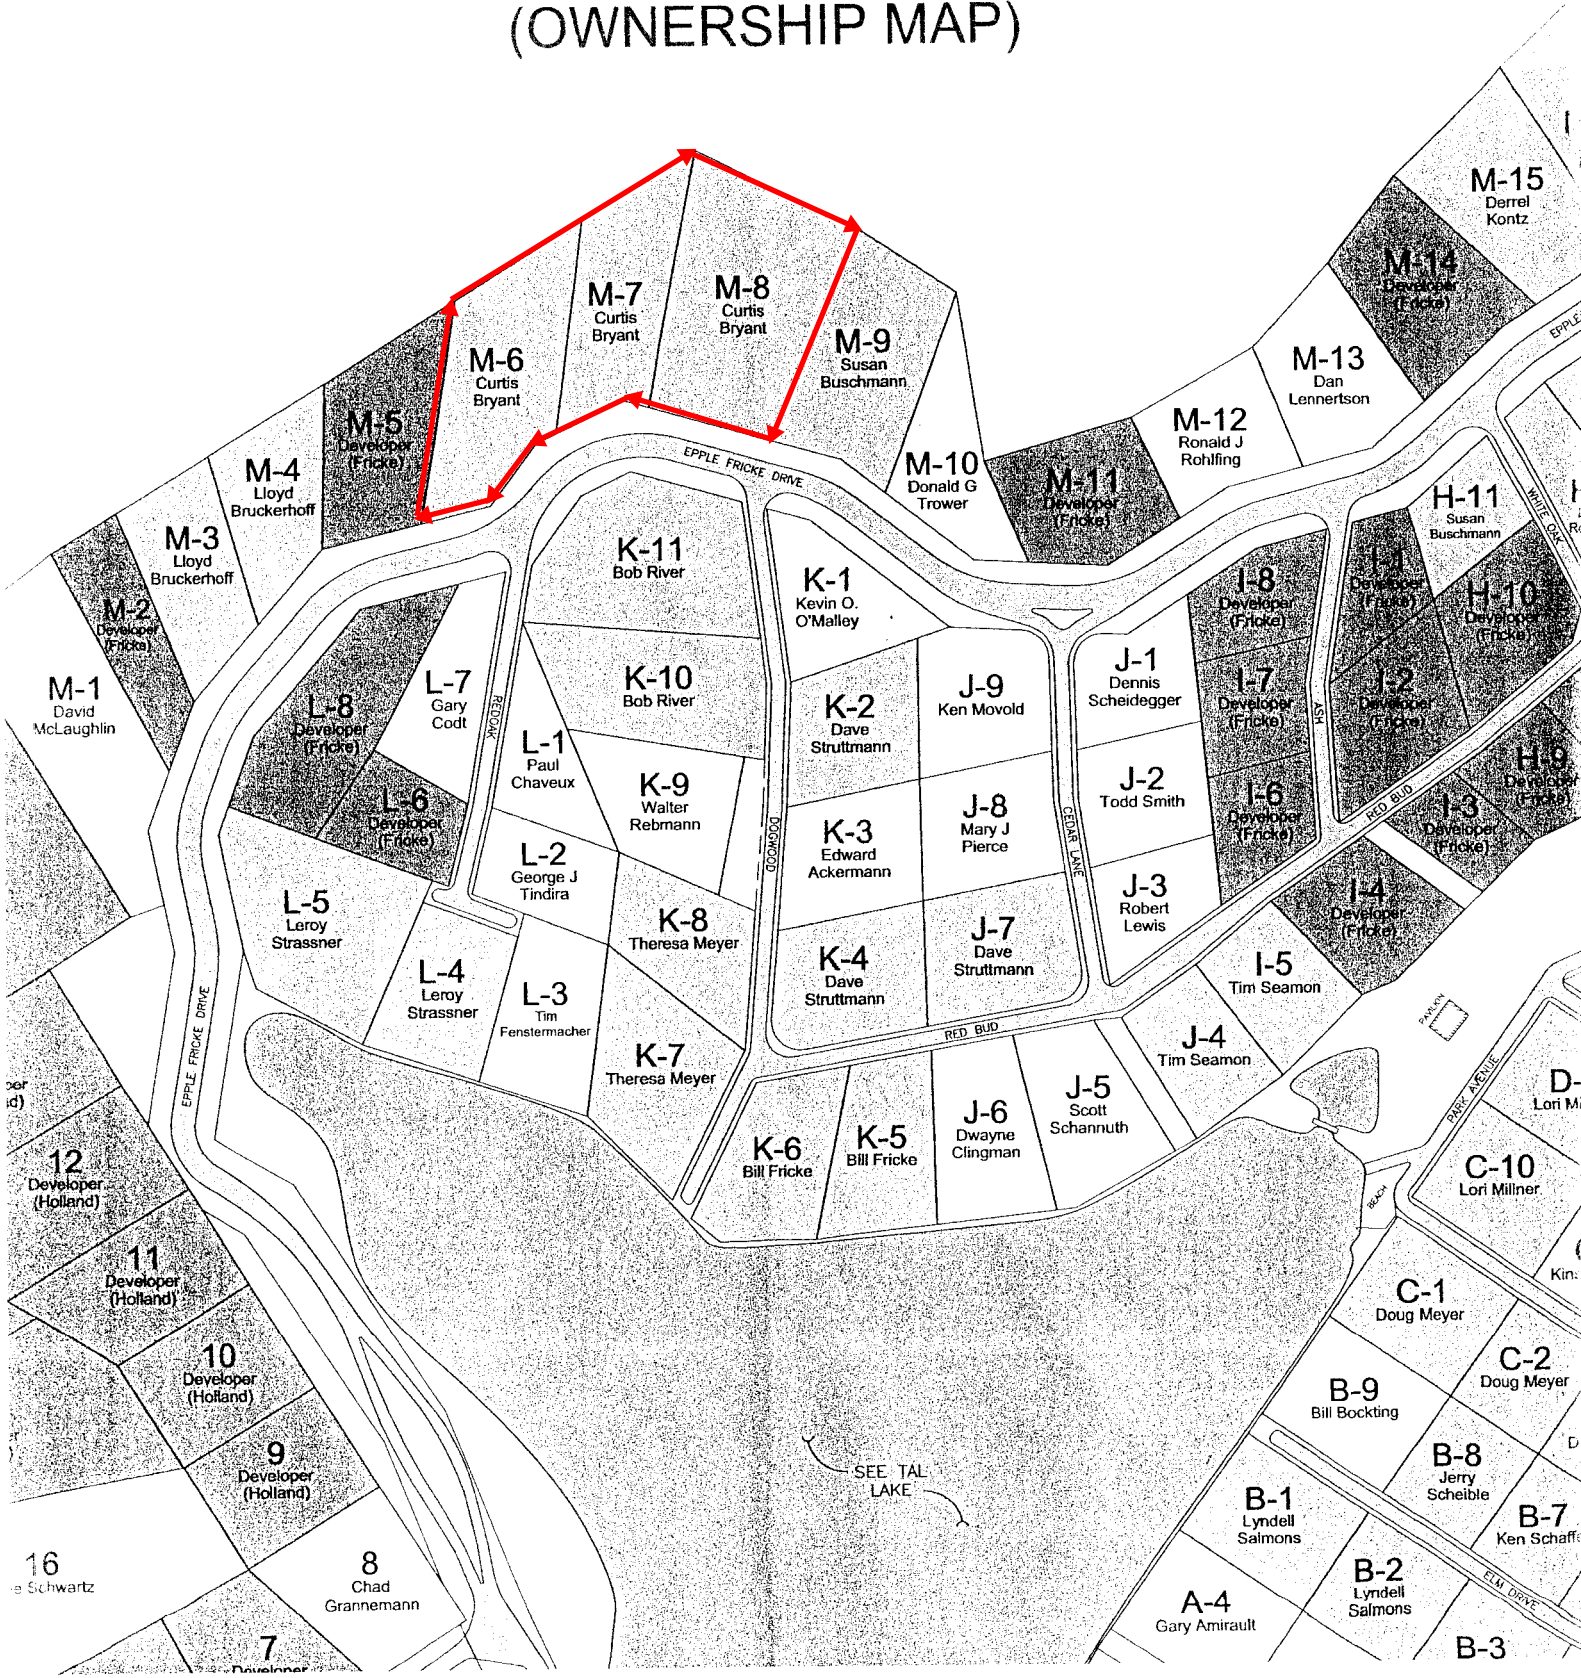 (OWNERSHIP MAP)
M-15
Derrel
Kontz
M-14
Developer
(Fricke)
M-8
Curtis
Bryant
M-7
Curtis
Bryant
M-9
Susan
Buschmann
M-6
Curtis
Bryant
M-13
Dan
Lennertson
M-12
Ronald J
Rohlfing
M-5
Developer
(Fricke)
M-4
Lloyd
Bruckerhoff
M-10
Donald G
Trower
M-11
Developer
(Fricke)
M-3
Lloyd
Bruckerhoff
M-2
Developer
(Fricke)
M-1
David
McLaughlin
EPPLE FRICKE DRIVE
EPPLE
WHITE OAK
H-11
Susan
Buschmann
K-11
Bob River
K-1
Kevin O.
O'Malley
I-8
Developer
(Fricke)
I-1
Developer
(Fricke)
H-10
Developer
(Fricke)
L-8
Developer
(Fricke)
L-7
Gary
Codt
REDOAK
K-10
Bob River
K-2
Dave
Struttmann
J-9
Ken Movold
J-1
Dennis
Scheidegger
I-7
Developer
(Fricke)
ASH
I-2
Developer
(Fricke)
L-1
Paul
Chaveux
K-9
Walter
Rebmann
J-2
Todd Smith
H-9
Developer
(Fricke)
L-6
Developer
(Fricke)
DOGWOOD
K-3
Edward
Ackermann
J-8
Mary J
Pierce
CEDAR LANE
I-6
Developer
(Fricke)
RED BUD
I-3
Developer
(Fricke)
L-2
George J
Tindira
J-3
Robert
Lewis
I-4
Developer
(Fricke)
L-5
Leroy
Strassner
K-8
Theresa Meyer
K-4
Dave
Struttmann
J-7
Dave
Struttmann
I-5
Tim Seamon
L-4
Leroy
Strassner
L-3
Tim
Fenstermacher
EPPLE FRICKE DRIVE
RED BUD
PAVILION
J-4
Tim Seamon
K-7
Theresa Meyer
J-5
Scott
Schannuth
PARK AVENUE
D-
J-6
Dwayne
Clingman
K-6
Bill Fricke
K-5
Bill Fricke
12
Developer
(Holland)
C-10
Lori Millner
BEACH
11
Developer
(Holland)
C-1
Doug Meyer
10
Developer
(Holland)
C-2
Doug Meyer
B-9
Bill Bockting
9
Developer
(Holland)
SEE TAL
LAKE
B-8
Jerry
Scheible
B-1
Lyndell
Salmons
B-7
Ken Schaff
16
Schwartz
8
Chad
Grannemann
B-2
Lyndell
Salmons
ELM DRIVE
A-4
Gary Amirault
7
Developer
B-3